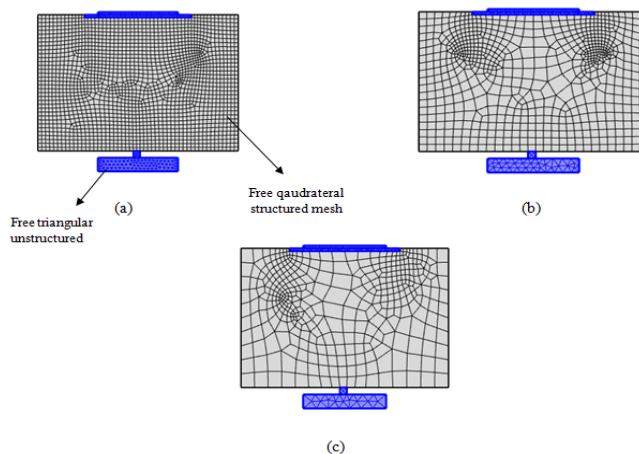 (a)
Free triangular
unstructured
Free qaudrateral
structured mesh
(b)
(c)